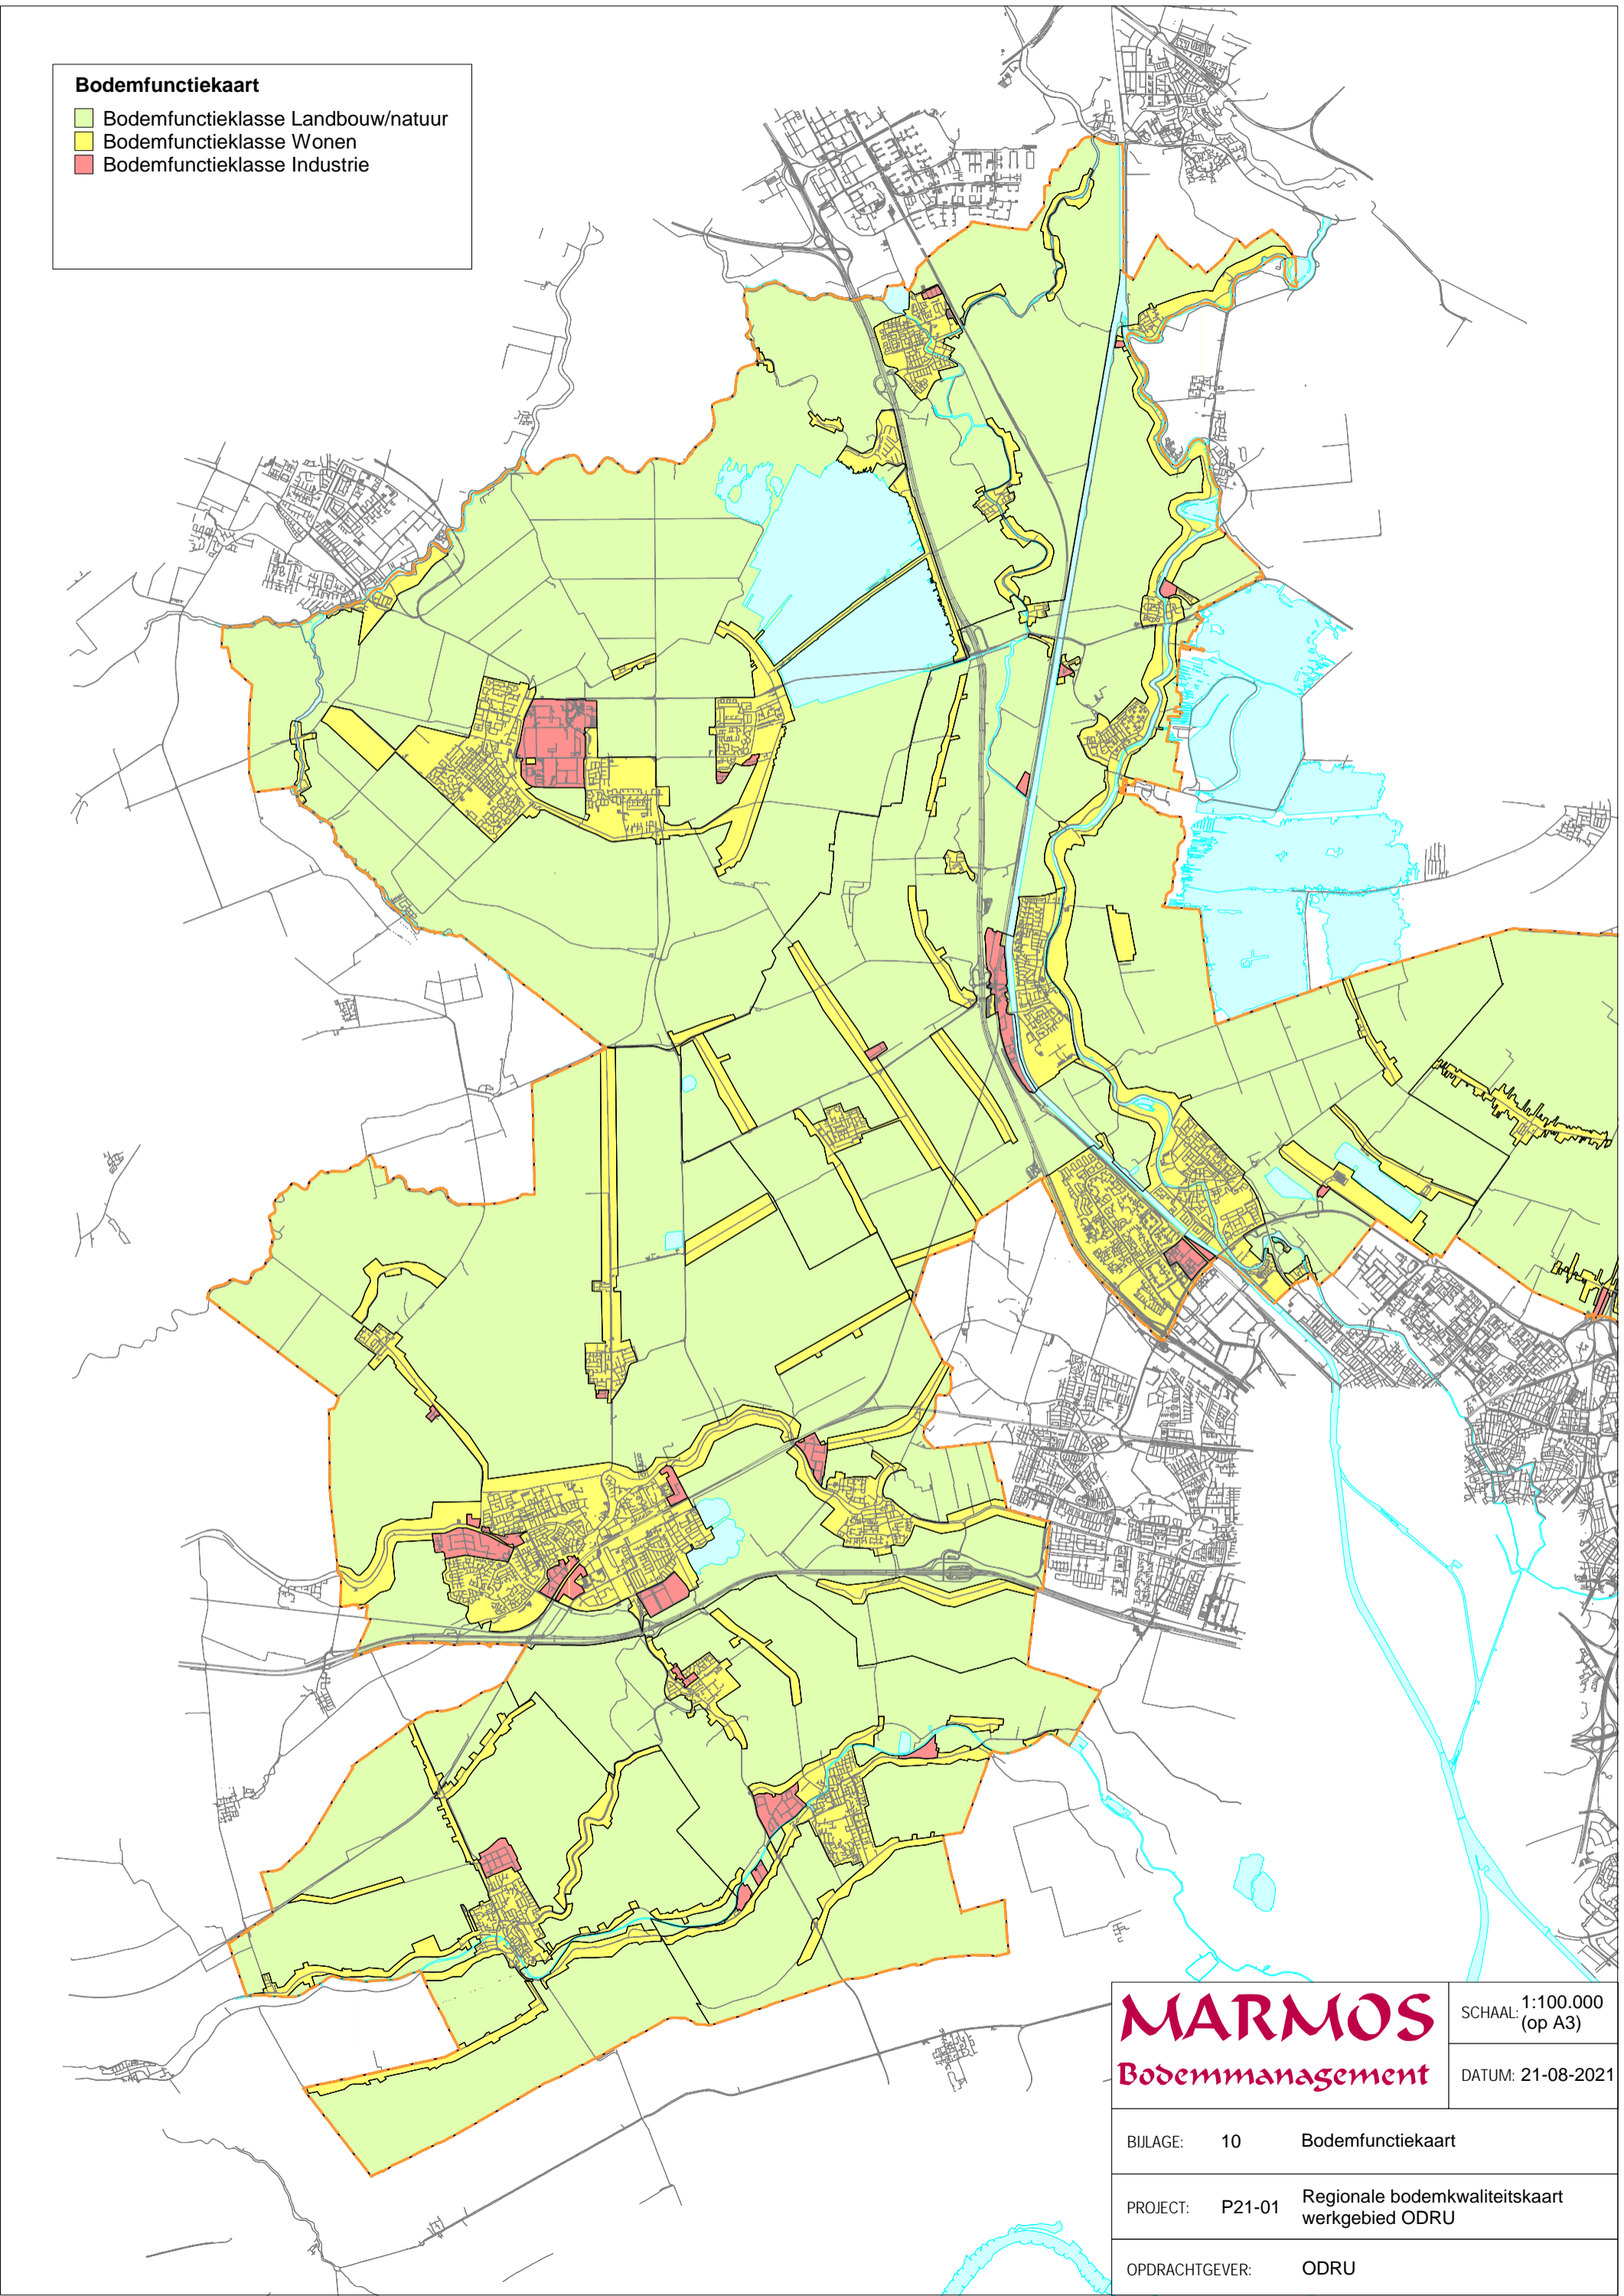 Bodemfunctiekaart
Bodemfunctieklasse Landbouw/natuur
Bodemfunctieklasse Wonen
Bodemfunctieklasse Industrie
MARMOS
Bodemmanagement
SCHAAL: 1:100.000
(op A3)
DATUM: 21-08-2021
BIJLAGE: 10 Bodemfunctiekaart
PROJECT: P21-01 Regionale bodemkwaliteitskaart
werkgebied ODRU
OPDRACHTGEVER: ODRU